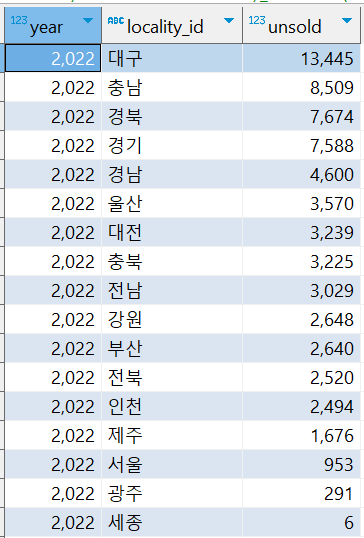 123 year ABC locality_id 123 unsold
2,022 대구 13,445
2,022 충남 8,509
2,022 경북 7,674
2,022 경기 7,588
2,022 경남 4,600
2,022 울산 3,570
2,022 대전 3,239
2,022 충북 3,225
2,022 전남 3,029
2,022 강원 2,648
2,022 부산 2,640
2,022 전북 2,520
2,022 인천 2,494
2,022 제주 1,676
2,022 서울 953
2,022 광주 291
2,022 세종 6